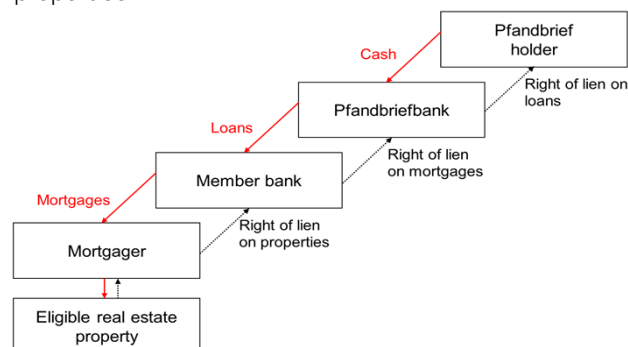 Pfandbrief
holder
Cash
Right of lien on
loans
Pfandbriefbank
Loans
Right of lien
on mortgages
Member bank
Mortgages
Right of lien
on properties
Mortgager
Eligible real estate
property